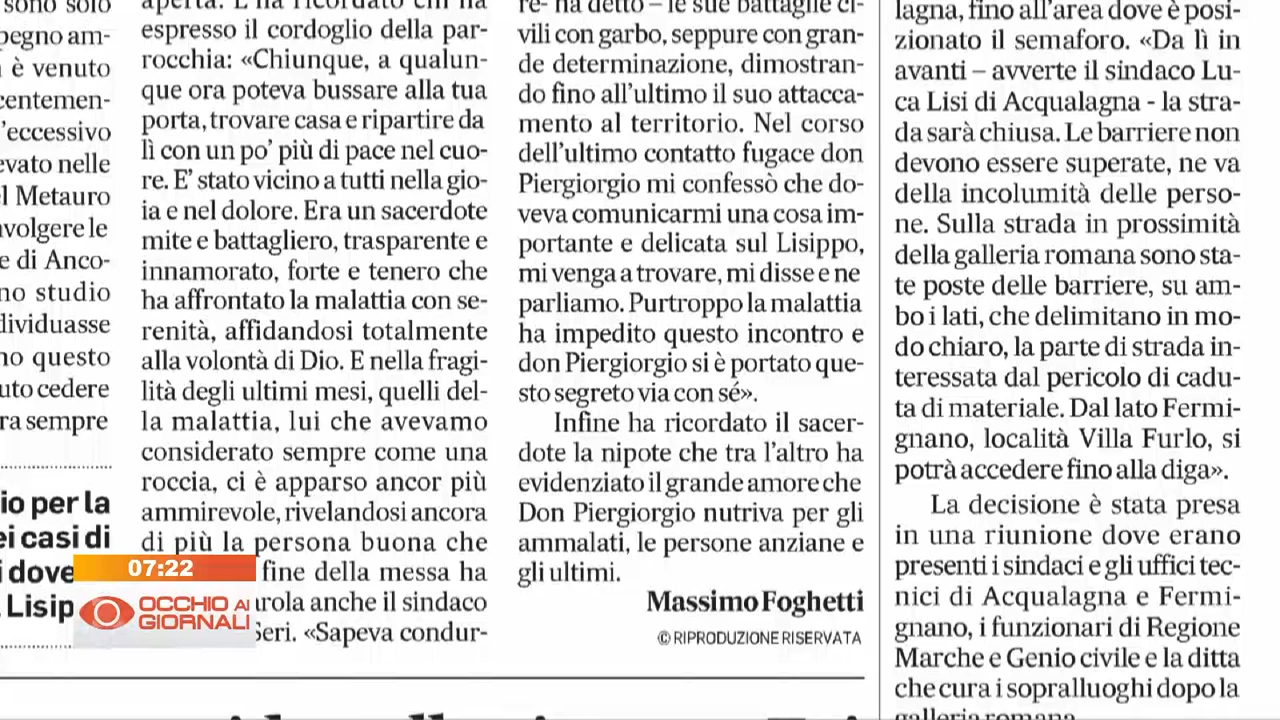 sono solo
pegno am-
è venuto
centemen-
'eccessivo
evato nelle
el Metauro
volgere le
e di Anco-
no studio
dividuasse
no questo
uto cedere
ra sempre
io per la
ei casi di
i dove
Lisip
espresso il cordoglio della par-
rocchia: «Chiunque, a qualun-
que ora poteva bussare alla tua
porta, trovare casa e ripartire da
lì con un po' più di pace nel cuo-
re. E' stato vicino a tutti nella gio-
ia e nel dolore. Era un sacerdote
mite e battagliero, trasparente e
innamorato, forte e tenero che
ha affrontato la malattia con se-
renità, affidandosi totalmente
alla volontà di Dio. E nella fragi-
lità degli ultimi mesi, quelli del-
la malattia, lui che avevamo
considerato sempre come una
roccia, ci è apparso ancor più
ammirevole, rivelandosi ancora
di più la persona buona che
fine della messa ha
arola anche il sindaco
Seri. «Sapeva condur-
re- ha detto – le sue battaglie ci-
vili con garbo, seppure con gran-
de determinazione, dimostran-
do fino all'ultimo il suo attacca-
mento al territorio. Nel corso
dell'ultimo contatto fugace don
Piergiorgio mi confessò che do-
veva comunicarmi una cosa im-
portante e delicata sul Lisippo,
mi venga a trovare, mi disse e ne
parliamo. Purtroppo la malattia
ha impedito questo incontro e
don Piergiorgio si è portato que-
sto segreto via con sé».
Infine ha ricordato il sacer-
dote la nipote che tra l'altro ha
evidenziato il grande amore che
Don Piergiorgio nutriva per gli
ammalati, le persone anziane e
gli ultimi.
Massimo Foghetti
© RIPRODUZIONE RISERVATA
lagna, fino all'area dove è posi-
zionato il semaforo. «Da lì in
avanti – avverte il sindaco Lu-
ca Lisi di Acqualagna - la stra-
da sarà chiusa. Le barriere non
devono essere superate, ne va
della incolumità delle perso-
ne. Sulla strada in prossimità
della galleria romana sono sta-
te poste delle barriere, su am-
bo i lati, che delimitano in mo-
do chiaro, la parte di strada in-
teressata dal pericolo di cadu-
ta di materiale. Dal lato Fermi-
gnano, località Villa Furlo, si
potrà accedere fino alla diga».
La decisione è stata presa
in una riunione dove erano
presenti i sindaci e gli uffici tec-
nici di Acqualagna e Fermi-
gnano, i funzionari di Regione
Marche e Genio civile e la ditta
che cura i sopralluoghi dopo la
galleria romana
07:22
OCCHIO AI
GIORNALI